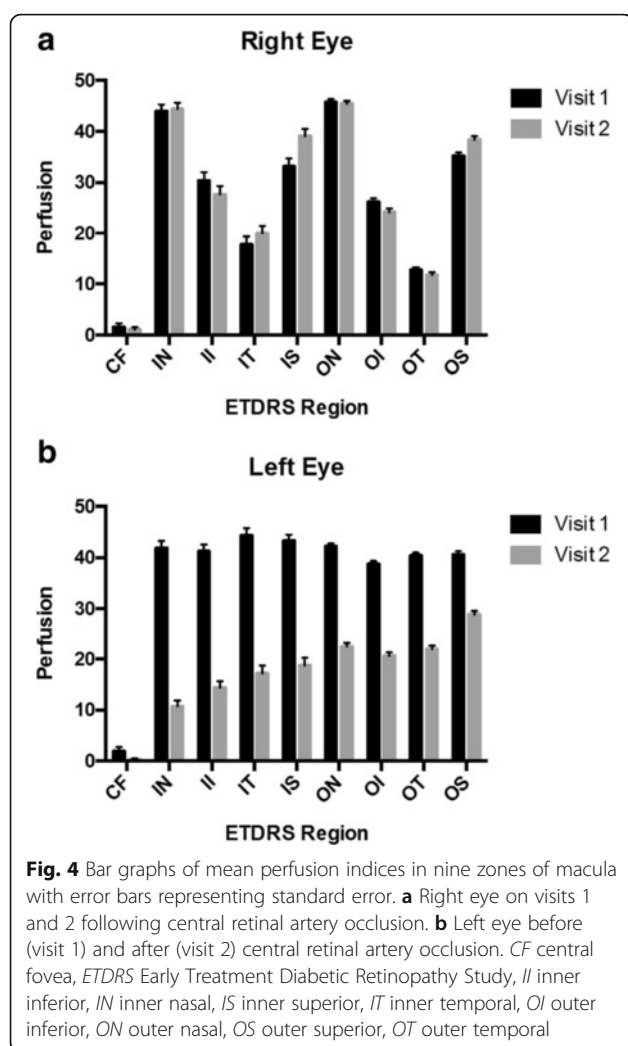 a
Right Eye
50
40
30
20
10
0
Perfusion
Visit 1
Visit 2
CF IN II IT IS ON OI OT OS
ETDRS Region
b
Left Eye
50
40
30
20
10
0
Perfusion
Visit 1
Visit 2
CF IN II IT IS ON OI OT OS
ETDRS Region
Fig. 4 Bar graphs of mean perfusion indices in nine zones of macula
with error bars representing standard error. a Right eye on visits 1
and 2 following central retinal artery occlusion. b Left eye before
(visit 1) and after (visit 2) central retinal artery occlusion. CF central
fovea, ETDRS Early Treatment Diabetic Retinopathy Study, II inner
inferior, IN inner nasal, IS inner superior, IT inner temporal, OI outer
inferior, ON outer nasal, OS outer superior, OT outer temporal